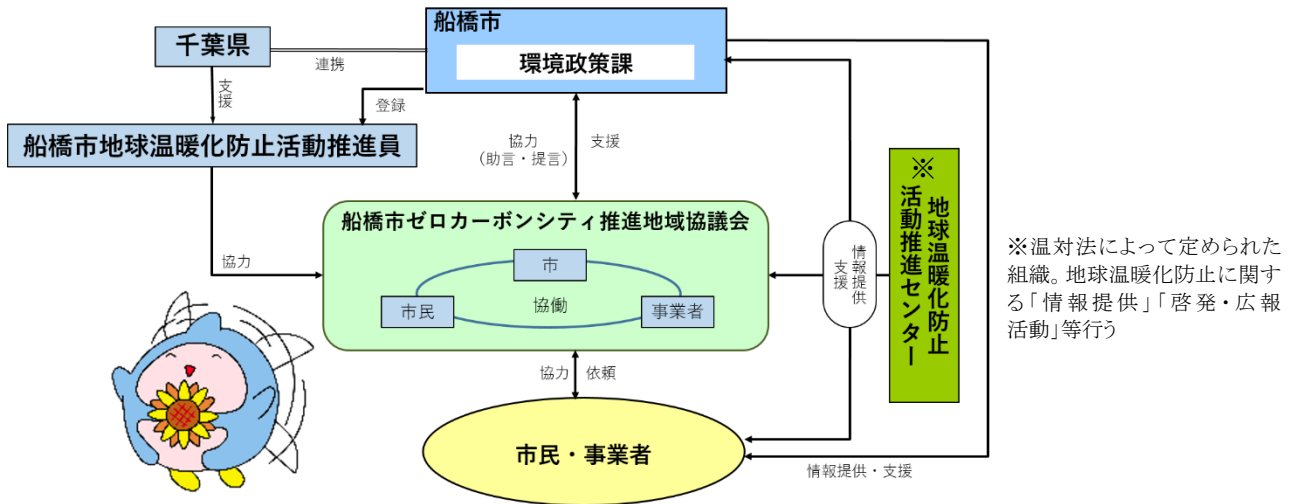 船橋市
千葉県
環境政策課
連携
支援
登録
船橋市地球温暖化防止活動推進員
協力
(助言・提言)
支援
※
地球温暖化防止
活動推進センター
船橋市ゼロカーボンシティ推進地域協議会
市
市民
協働
事業者
協力
情報提供
支援
※温対法によって定められた
組織。地球温暖化防止に関す
る「情報提供」「啓発・広報
活動」等行う
協力
依頼
市民・事業者
情報提供・支援